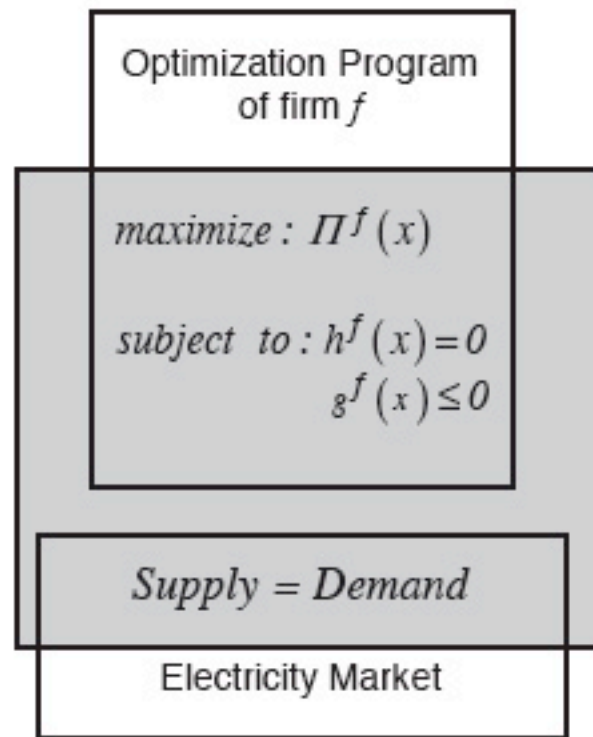 Optimization Program
of firm f
maximize : Π^f (x)
subject to : h^f (x) = 0
g^f (x) ≤ 0
Supply = Demand
Electricity Market